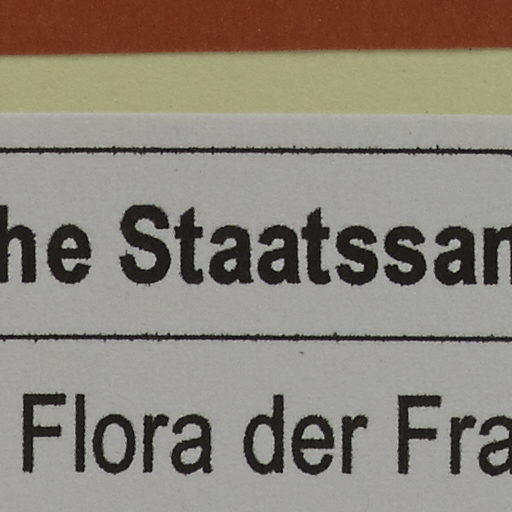 he Staatssan
Flora der Fra